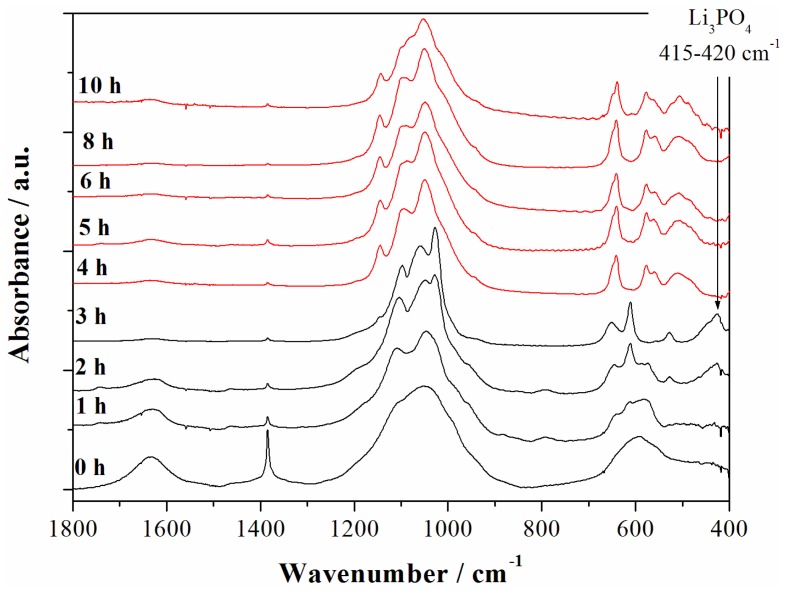 Li₃PO₄
415-420 cm⁻¹
10 h
8 h
6 h
5 h
4 h
3 h
2 h
1 h
0 h
Absorbance / a.u.
1800 1600 1400 1200 1000 800 600 400
Wavenumber / cm⁻¹